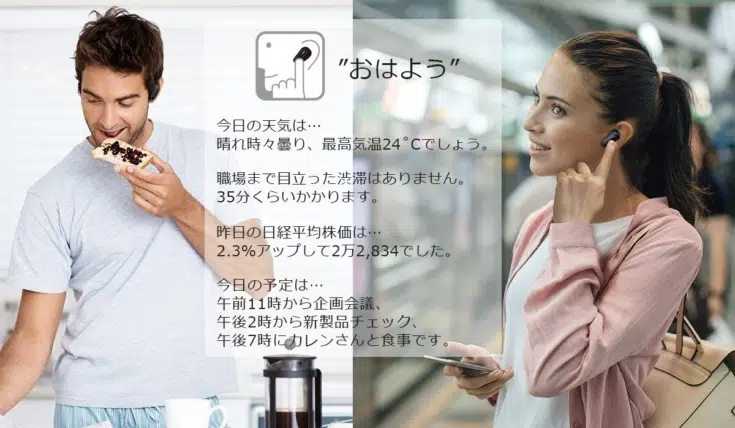 ”おはよう”
今日の天気は…
晴れ時々曇り、最高気温24˚Cでしょう。
職場まで目立った渋滞はありません。
35分くらいかかります。
昨日の日経平均株価は…
2.3%アップして2万2,834でした。
今日の予定は…
午前11時から企画会議、
午後2時から新製品チェック、
午後7時にカレンさんと食事です。